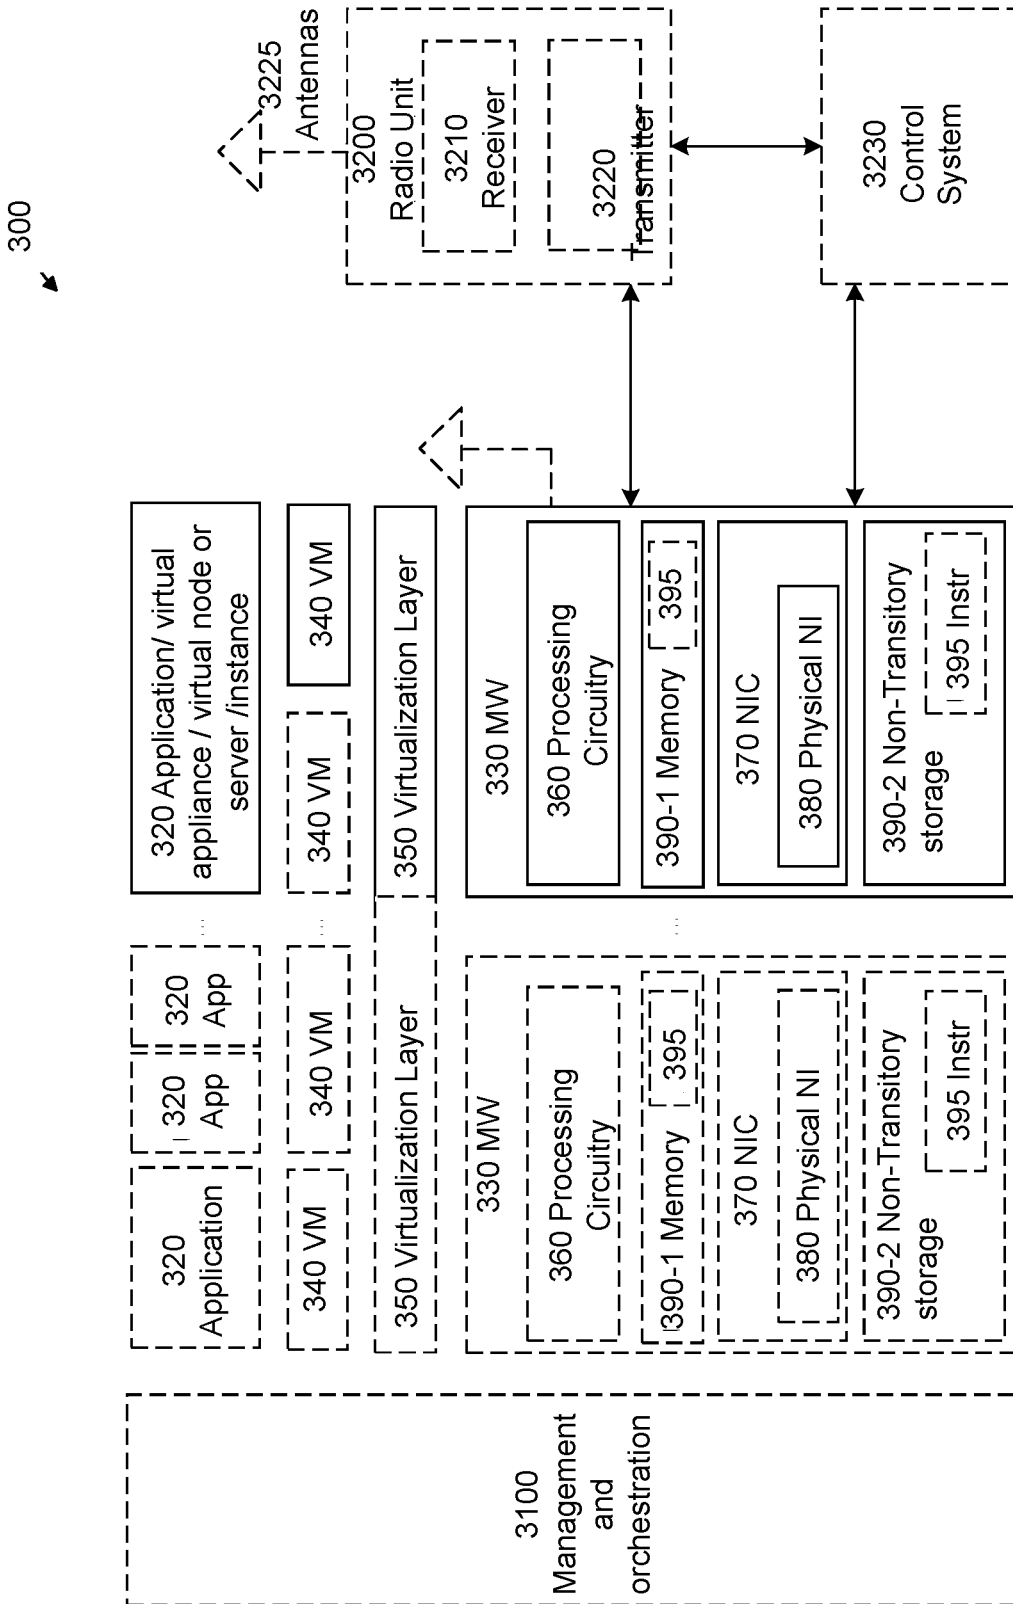 300
3100
Management
and
orchestration
320
Application
320
App
320
App
...
320 Application/ virtual
appliance / virtual node or
server /instance
340 VM
340 VM
...
340 VM
340 VM
350 Virtualization Layer
350 Virtualization Layer
330 MW
360 Processing
Circuitry
390-1 Memory
395
370 NIC
380 Physical NI
390-2 Non-Transitory
storage
395 Instr
...
330 MW
360 Processing
Circuitry
390-1 Memory
395
370 NIC
380 Physical NI
390-2 Non-Transitory
storage
395 Instr
3225
Antennas
3200
Radio Unit
3210
Receiver
3220
Transmitter
3230
Control
System